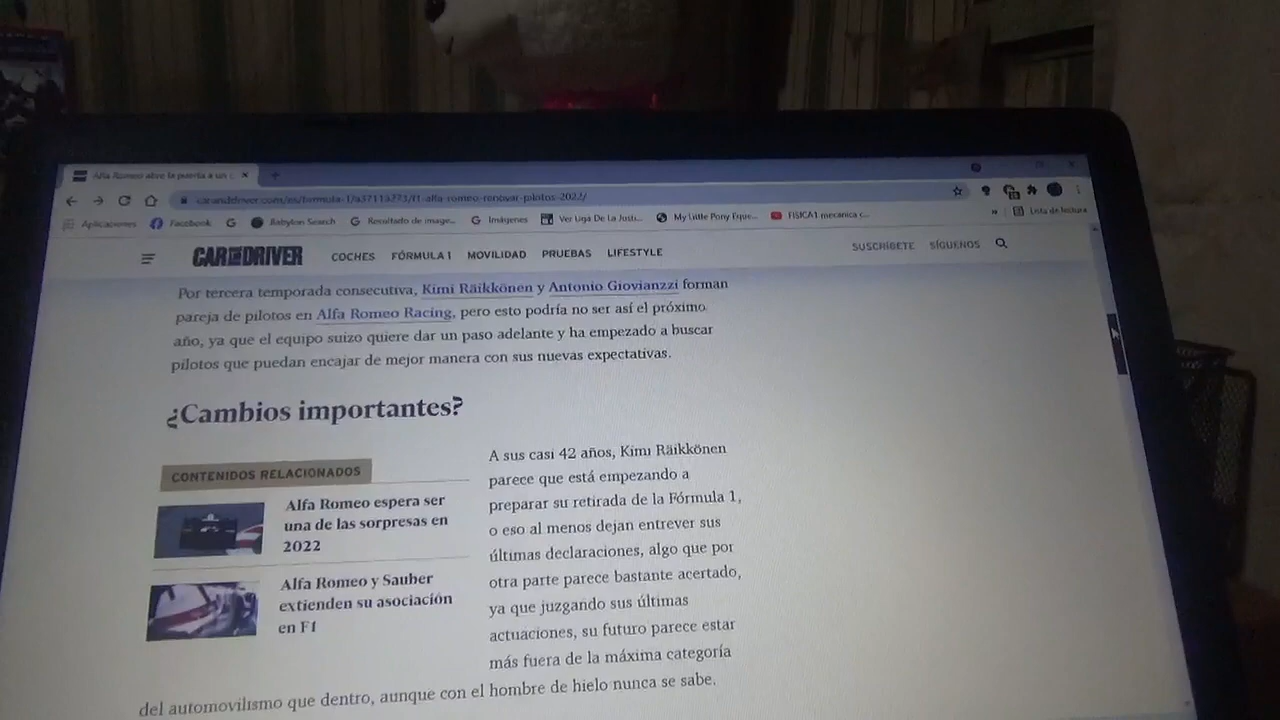 Alfa Romeo abre la puerta a un c
caranddriver.com/es/formula-1/a37113773/f1-alfa-romeo-renovar-pilotos-2022/
Aplicaciones Facebook Babylon Search Resultado de image... Imágenes Ver Liga De La Justi... My Little Pony Eque... FISICA1 mecanica c... » Lista de lectura
CAR AND DRIVER COCHES FÓRMULA 1 MOVILIDAD PRUEBAS LIFESTYLE SUSCRÍBETE SÍGUENOS
Por tercera temporada consecutiva, Kimi Räikkönen y Antonio Giovianzzi forman
pareja de pilotos en Alfa Romeo Racing, pero esto podría no ser así el próximo
año, ya que el equipo suizo quiere dar un paso adelante y ha empezado a buscar
pilotos que puedan encajar de mejor manera con sus nuevas expectativas.
¿Cambios importantes?
CONTENIDOS RELACIONADOS
Alfa Romeo espera ser
una de las sorpresas en
2022
Alfa Romeo y Sauber
extienden su asociación
en F1
A sus casi 42 años, Kimi Räikkönen
parece que está empezando a
preparar su retirada de la Fórmula 1,
o eso al menos dejan entrever sus
últimas declaraciones, algo que por
otra parte parece bastante acertado,
ya que juzgando sus últimas
actuaciones, su futuro parece estar
más fuera de la máxima categoría
del automovilismo que dentro, aunque con el hombre de hielo nunca se sabe.